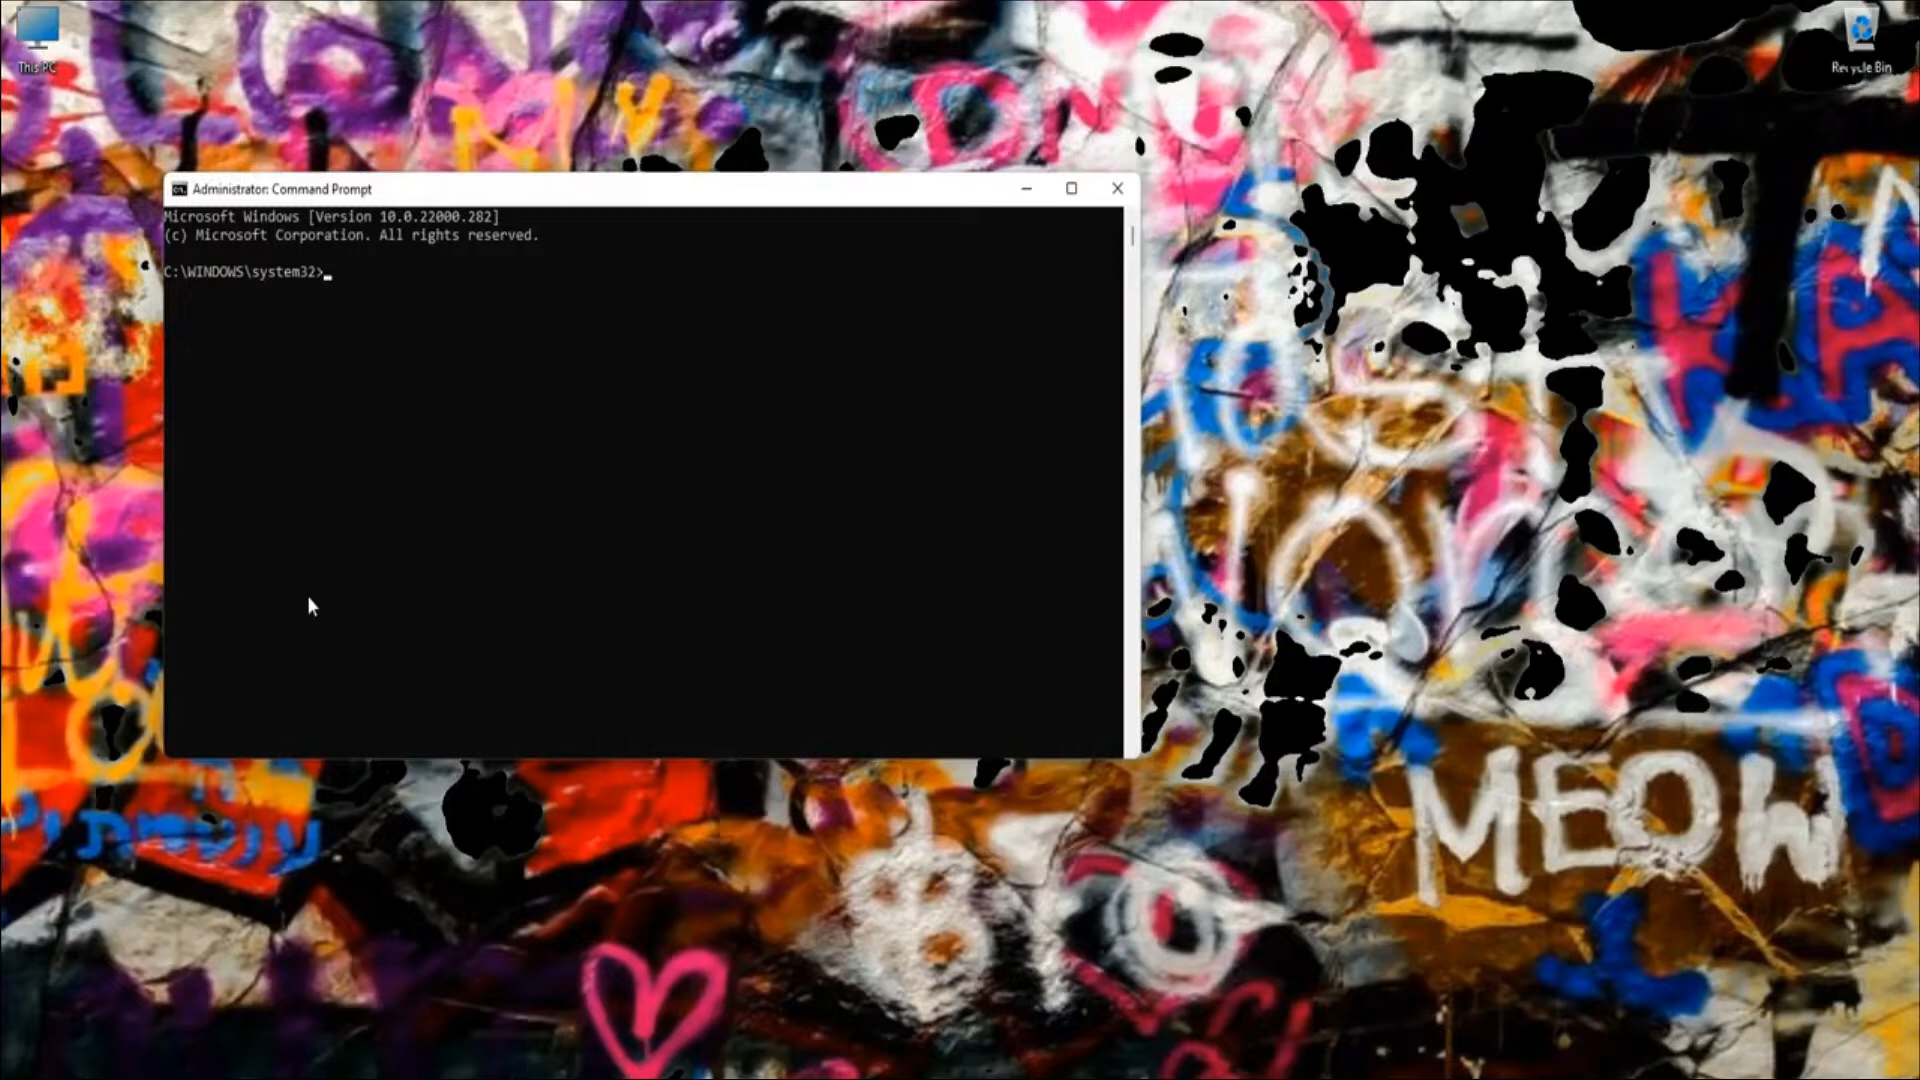 This PC
Recycle Bin
Administrator: Command Prompt
Microsoft Windows [Version 10.0.22000.282]
(c) Microsoft Corporation. All rights reserved.
C:\WINDOWS\system32>
MEOW